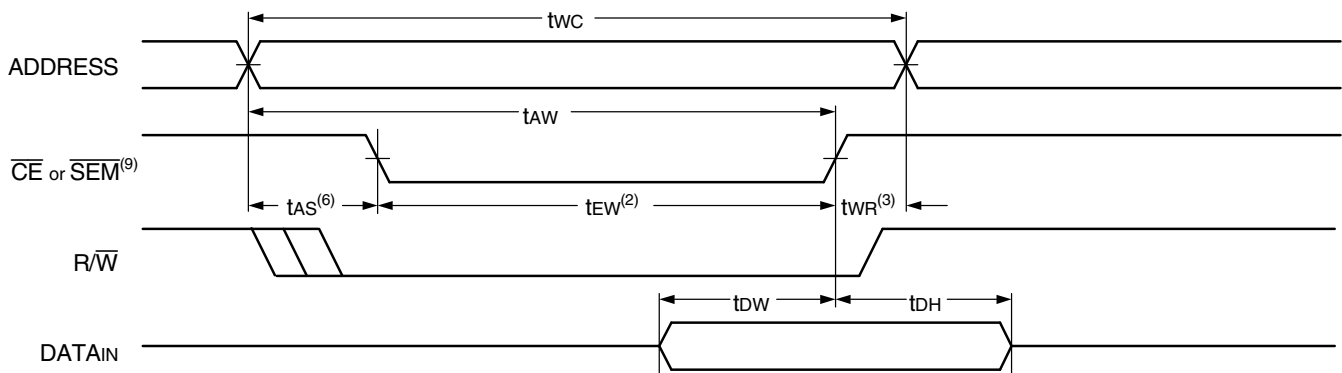 tWC
ADDRESS
tAW
CE or SEM(9)
tAS(6) tEW(2) tWR(3)
R/W
tDW tDH
DATAIN